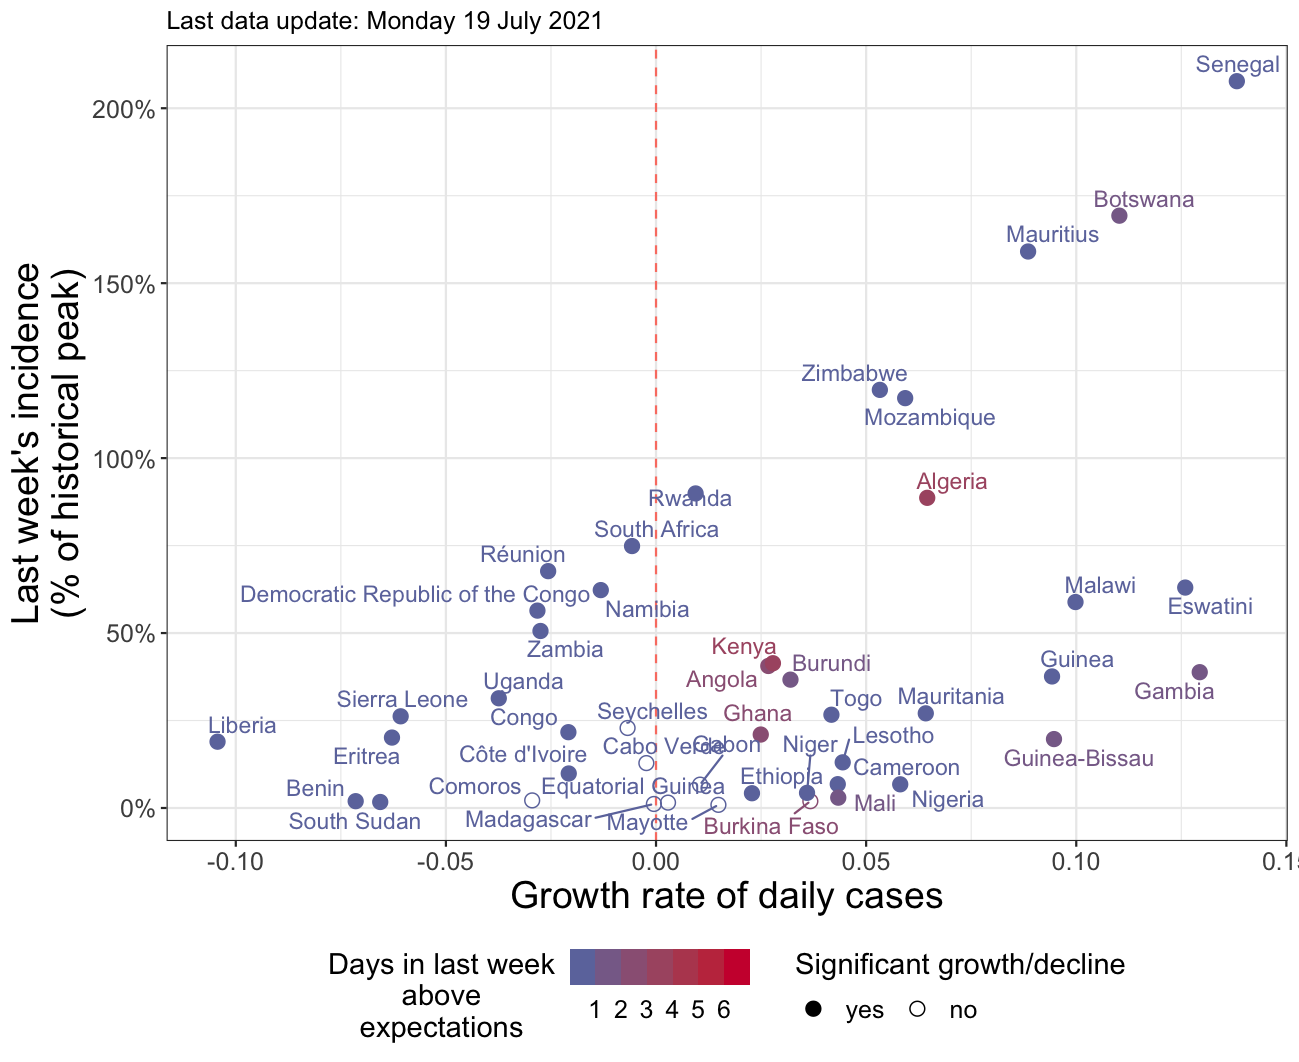 Last data update: Monday 19 July 2021
Last week's incidence
(% of historical peak)
200%
150%
100%
50%
0%
Senegal
Botswana
Mauritius
Zimbabwe
Mozambique
Algeria
Rwanda
South Africa
Réunion
Democratic Republic of the Congo
Namibia
Malawi
Eswatini
Zambia
Kenya
Burundi
Guinea
Angola
Gambia
Uganda
Sierra Leone
Togo
Mauritania
Congo
Seychelles
Ghana
Liberia
Niger
Lesotho
Cabo Verde
Gabon
Eritrea
Côte d'Ivoire
Guinea-Bissau
Ethiopia
Cameroon
Benin
Comoros
Equatorial Guinea
Mali
Nigeria
South Sudan
Madagascar
Mayotte
Burkina Faso
-0.10 -0.05 0.00 0.05 0.10
Growth rate of daily cases
Days in last week
above
expectations
1 2 3 4 5 6
Significant growth/decline
yes no